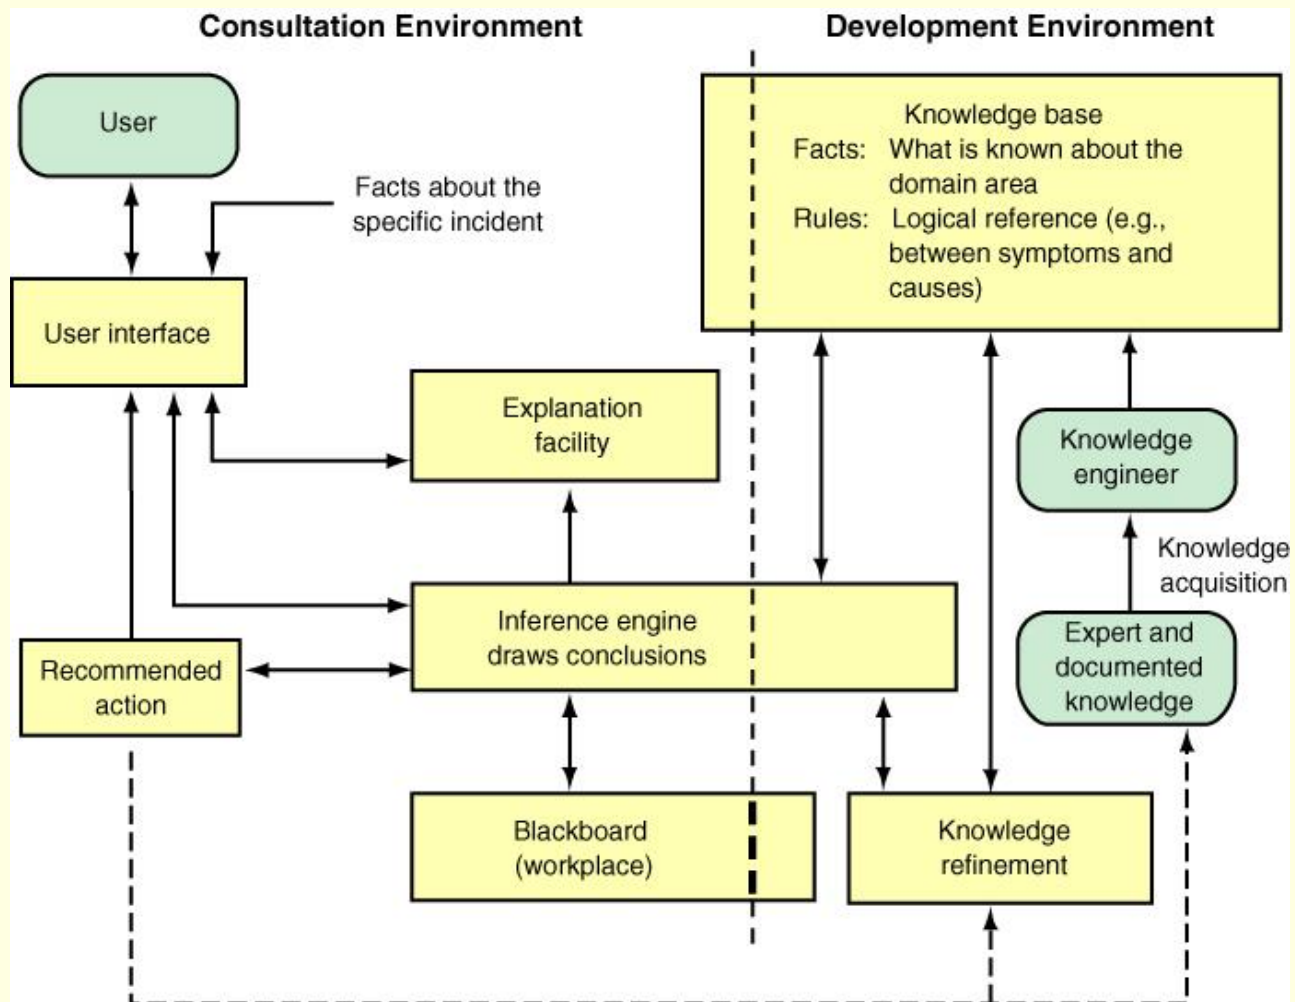 Consultation Environment
Development Environment
User
Facts about the
specific incident
User interface
Explanation
facility
Inference engine
draws conclusions
Recommended
action
Blackboard
(workplace)
Knowledge base
Facts: What is known about the
domain area
Rules: Logical reference (e.g.,
between symptoms and
causes)
Knowledge
engineer
Knowledge
acquisition
Expert and
documented
knowledge
Knowledge
refinement